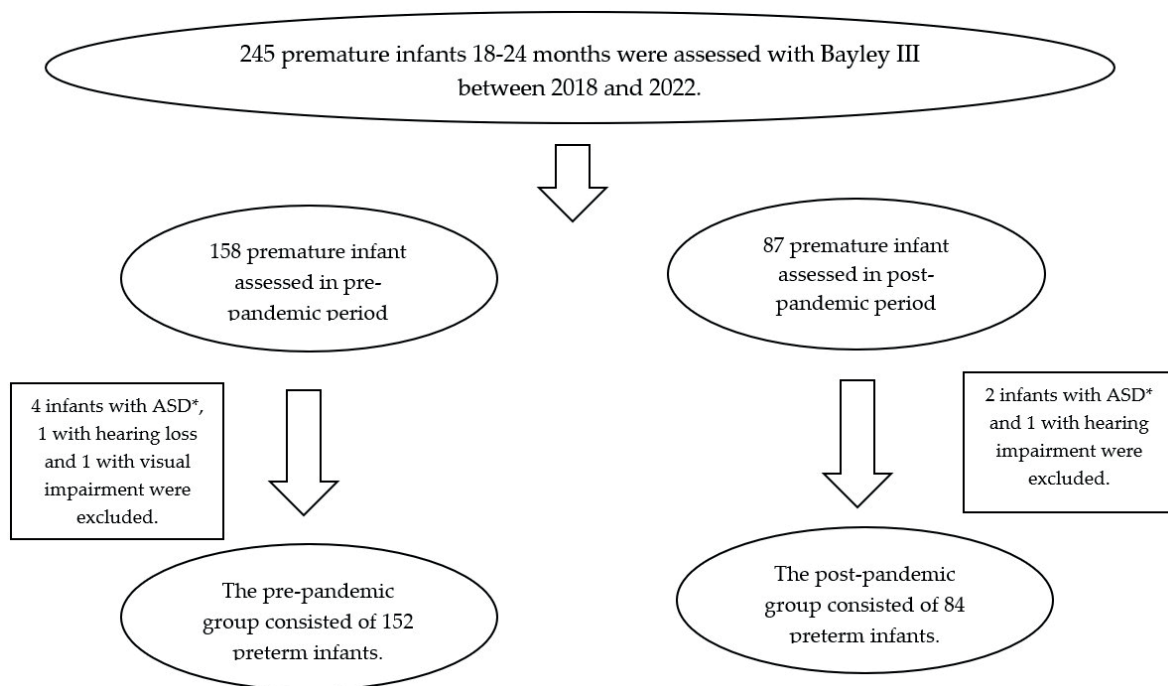 245 premature infants 18-24 months were assessed with Bayley III
between 2018 and 2022.
158 premature infant
assessed in pre-
pandemic period
87 premature infant
assessed in post-
pandemic period
4 infants with ASD*,
1 with hearing loss
and 1 with visual
impairment were
excluded.
2 infants with ASD*
and 1 with hearing
impairment were
excluded.
The pre-pandemic
group consisted of 152
preterm infants.
The post-pandemic
group consisted of 84
preterm infants.